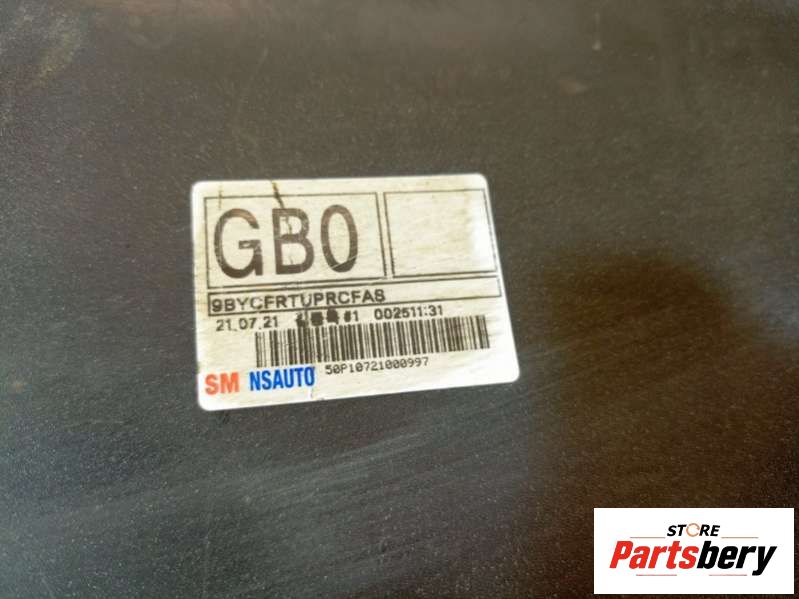 GB0
9BYCFRTUPRCFAS
21.07.21 #1 002511:31
50P10721000997
SM NSAUTO
STORE
Partsbery